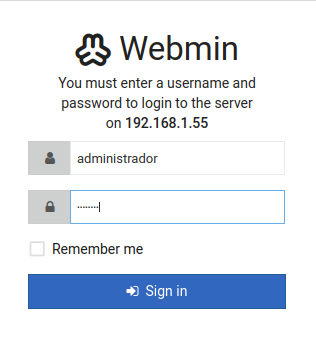 Webmin
You must enter a username and
password to login to the server
on 192.168.1.55
administrador
········
Remember me
Sign in